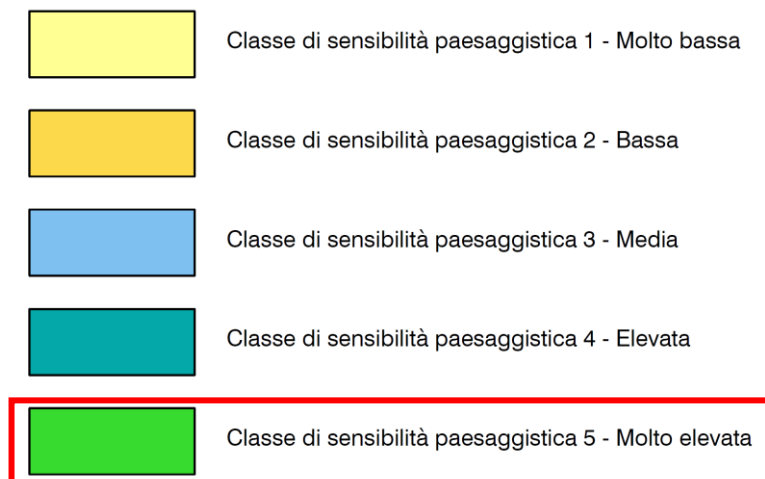 Classe di sensibilità paesaggistica 1 - Molto bassa
Classe di sensibilità paesaggistica 2 - Bassa
Classe di sensibilità paesaggistica 3 - Media
Classe di sensibilità paesaggistica 4 - Elevata
Classe di sensibilità paesaggistica 5 - Molto elevata